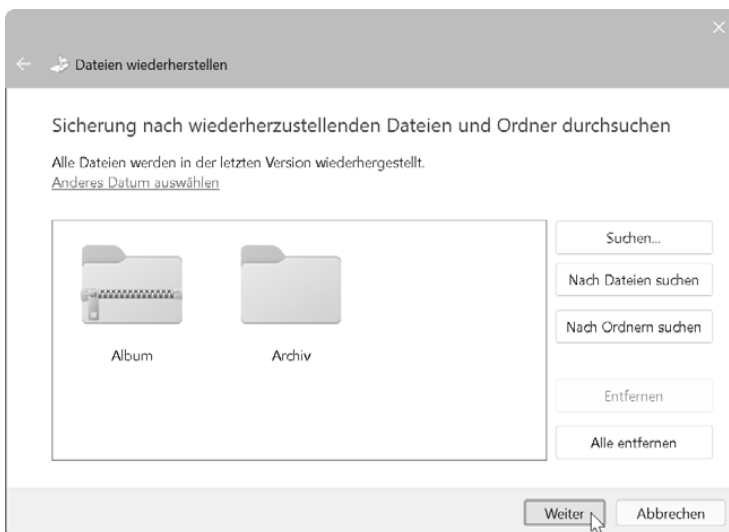 Dateien wiederherstellen
Sicherung nach wiederherzustellenden Dateien und Ordner durchsuchen
Alle Dateien werden in der letzten Version wiederhergestellt.
Anderes Datum auswählen
Album
Archiv
Suchen...
Nach Dateien suchen
Nach Ordnern suchen
Entfernen
Alle entfernen
Weiter
Abbrechen